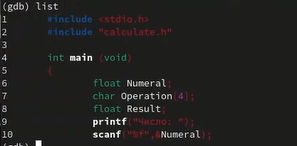 (gdb) list
1 #include <stdio.h>
2 #include "calculate.h"
3
4 int main (void)
5 {
6 float Numeral;
7 char Operation[4];
8 float Result;
9 printf("Число: ");
10 scanf("%f",&Numeral);
(gdb)